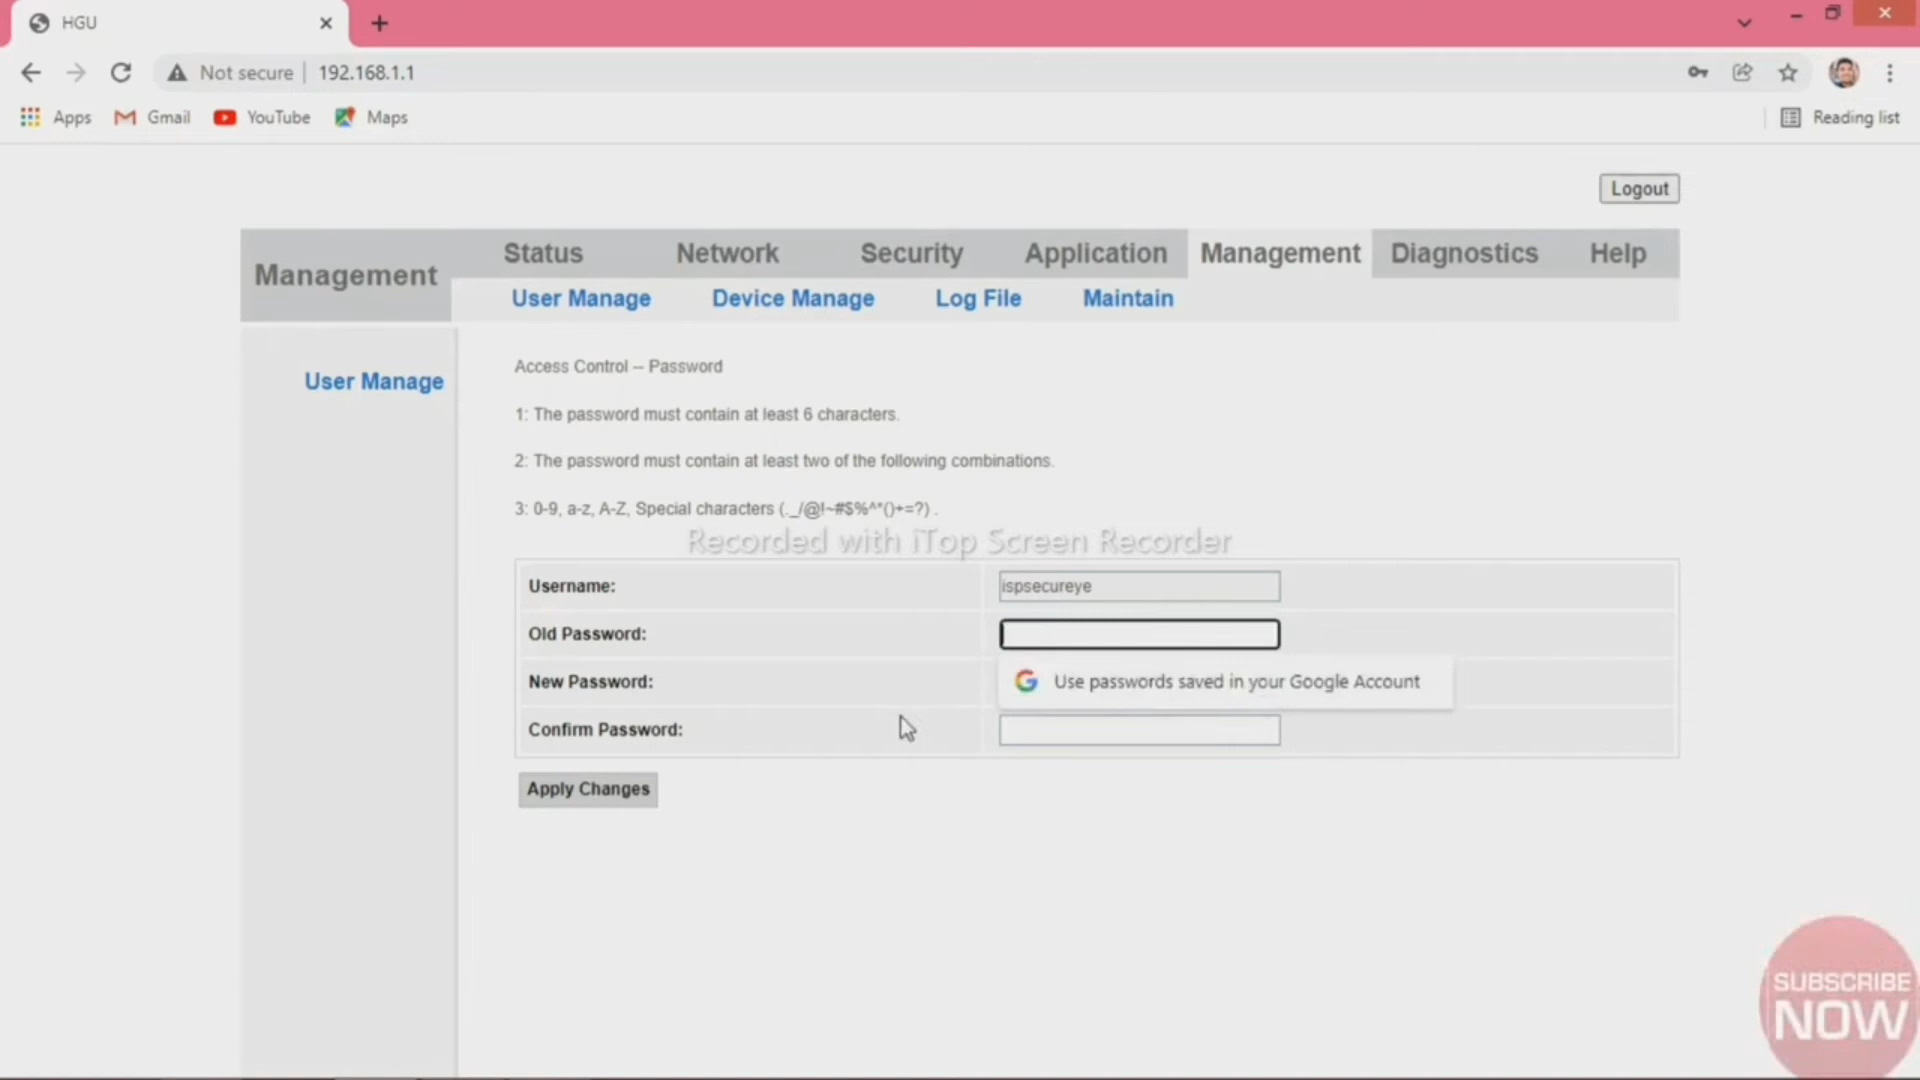 HGU
Not secure 192.168.1.1
Apps Gmail YouTube Maps Reading list
Logout
Management Status Network Security Application Management Diagnostics Help
User Manage Device Manage Log File Maintain
User Manage
Access Control -- Password
1: The password must contain at least 6 characters.
2: The password must contain at least two of the following combinations.
3: 0-9, a-z, A-Z, Special characters (._/@!~#$%^*()+=?) .
Recorded with iTop Screen Recorder
Username: ispsecureye
Old Password:
New Password: Use passwords saved in your Google Account
Confirm Password:
Apply Changes
SUBSCRIBE
NOW